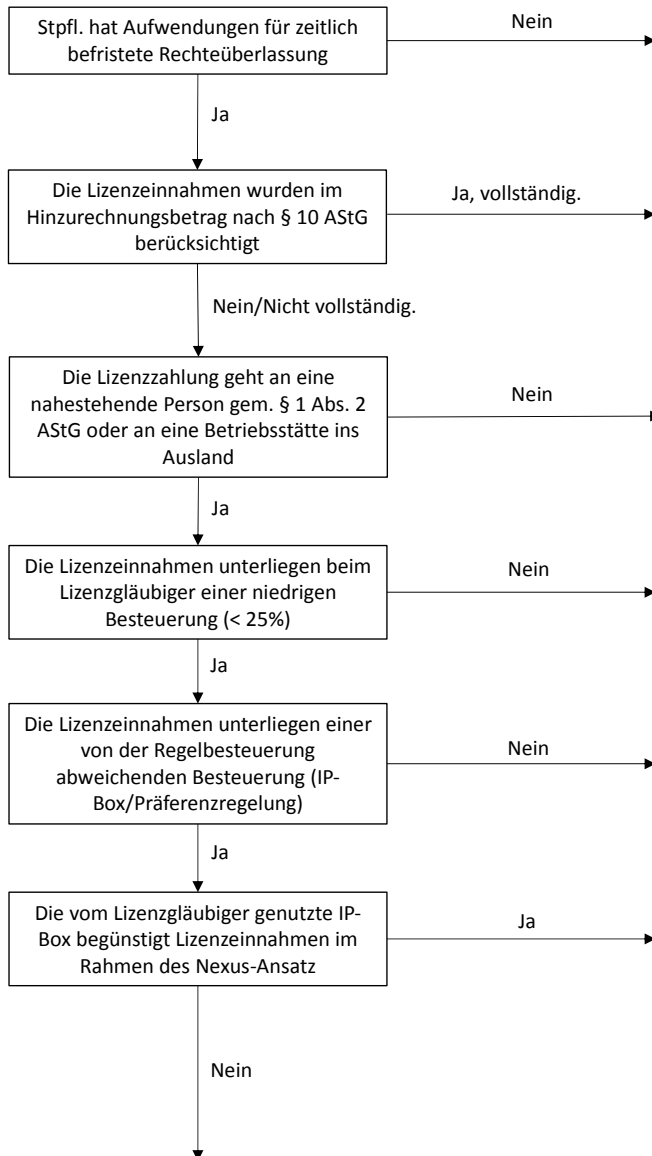 Stpfl. hat Aufwendungen für zeitlich
befristete Rechteüberlassung
Nein
Ja
Die Lizenzeinnahmen wurden im
Hinzurechnungsbetrag nach § 10 AStG
berücksichtigt
Ja, vollständig.
Nein/Nicht vollständig.
Die Lizenzzahlung geht an eine
nahestehende Person gem. § 1 Abs. 2
AStG oder an eine Betriebsstätte ins
Ausland
Nein
Ja
Die Lizenzeinnahmen unterliegen beim
Lizenzgläubiger einer niedrigen
Besteuerung (< 25%)
Nein
Ja
Die Lizenzeinnahmen unterliegen einer
von der Regelbesteuerung
abweichenden Besteuerung (IP-
Box/Präferenzregelung)
Nein
Ja
Die vom Lizenzgläubiger genutzte IP-
Box begünstigt Lizenzeinnahmen im
Rahmen des Nexus-Ansatz
Ja
Nein